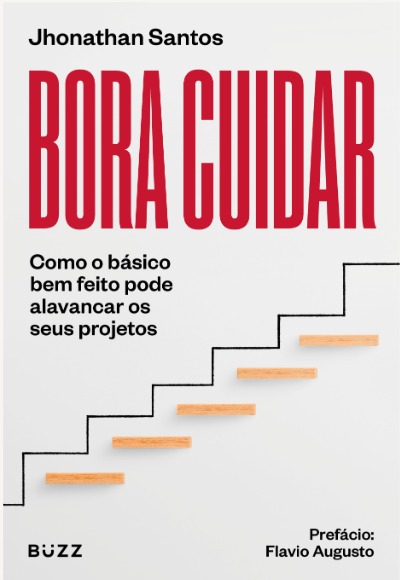 Jhonathan Santos
BORA CUIDAR
Como o básico
bem feito pode
alavancar os
seus projetos
Prefácio:
Flavio Augusto
BUZZ